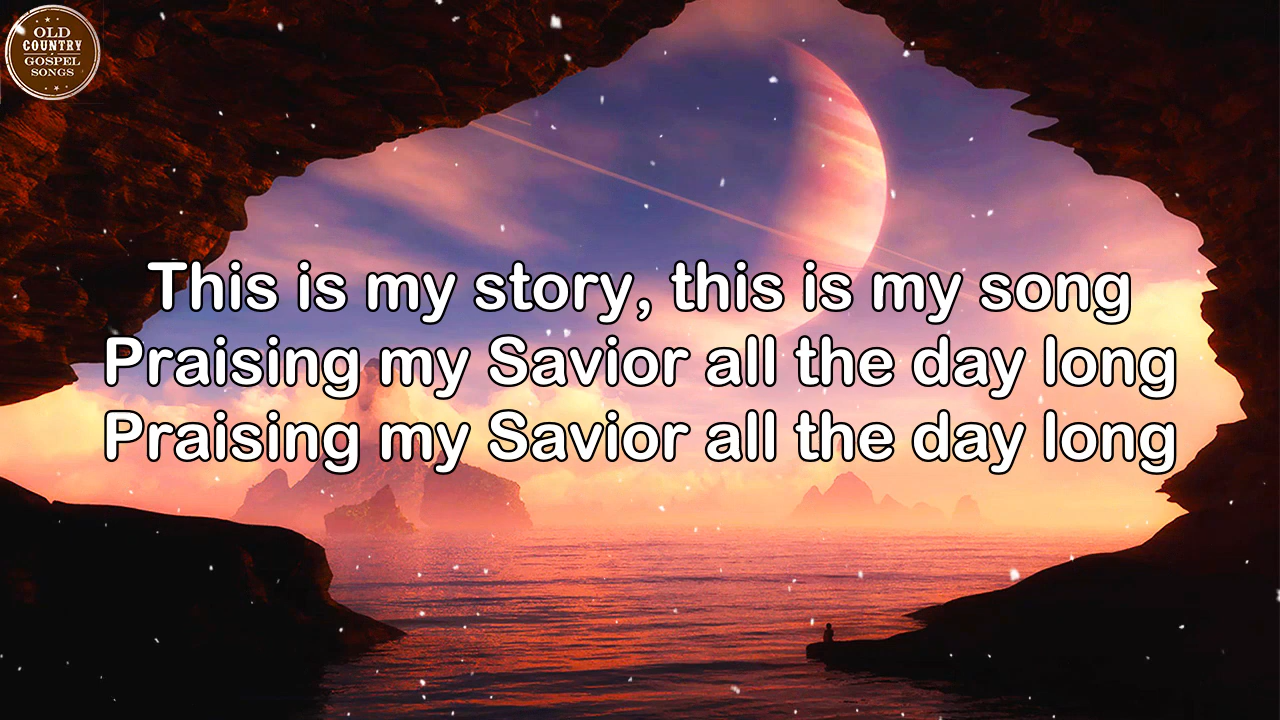 OLD
COUNTRY
GOSPEL
SONGS
This is my story, this is my song
Praising my Savior all the day long
Praising my Savior all the day long